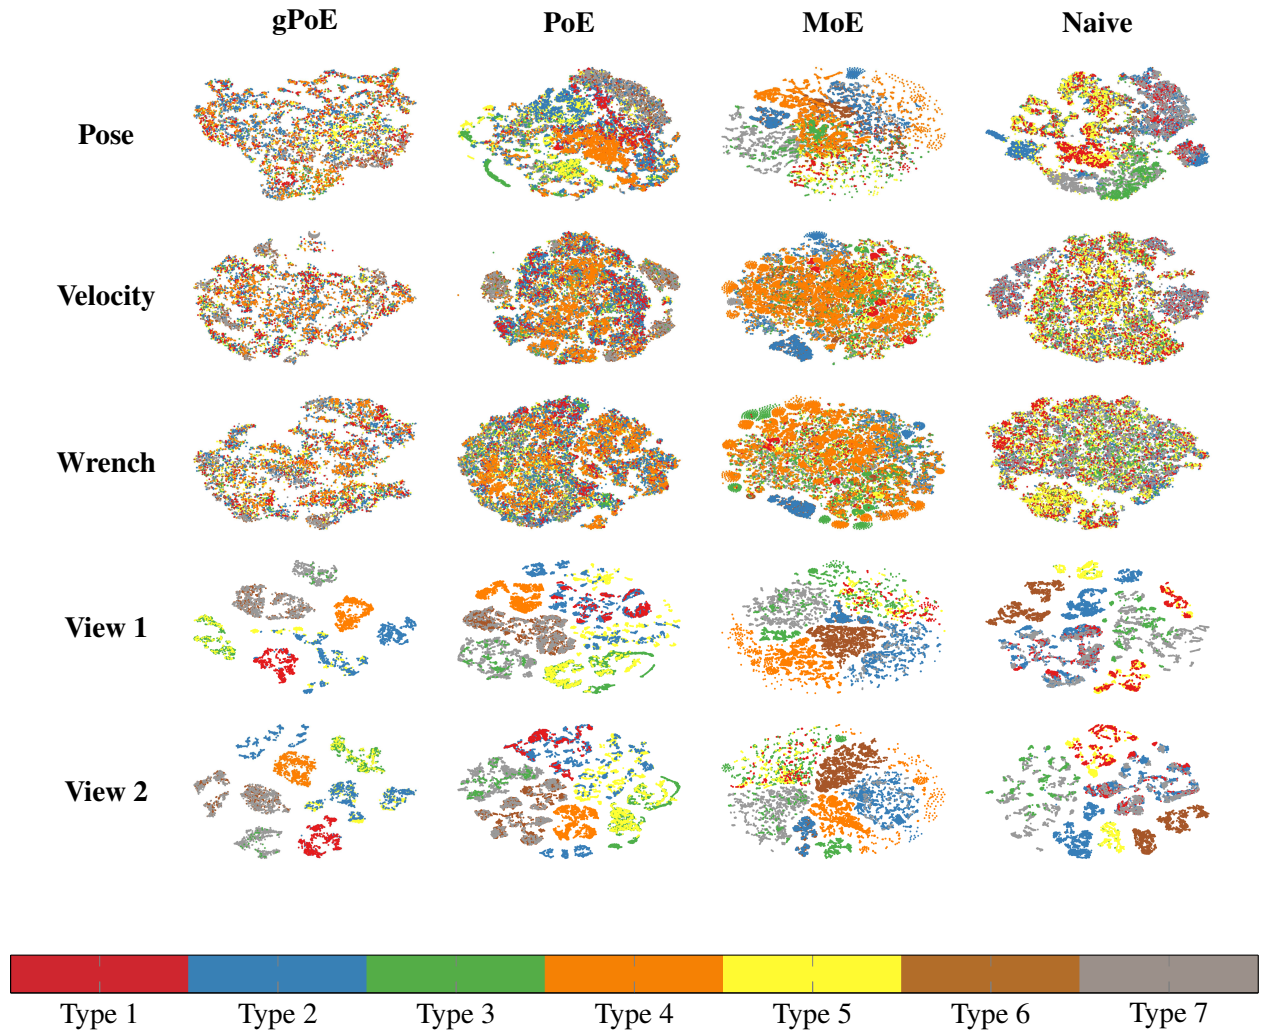 gPoE PoE MoE Naive
Pose
Velocity
Wrench
View 1
View 2
Type 1 Type 2 Type 3 Type 4 Type 5 Type 6 Type 7